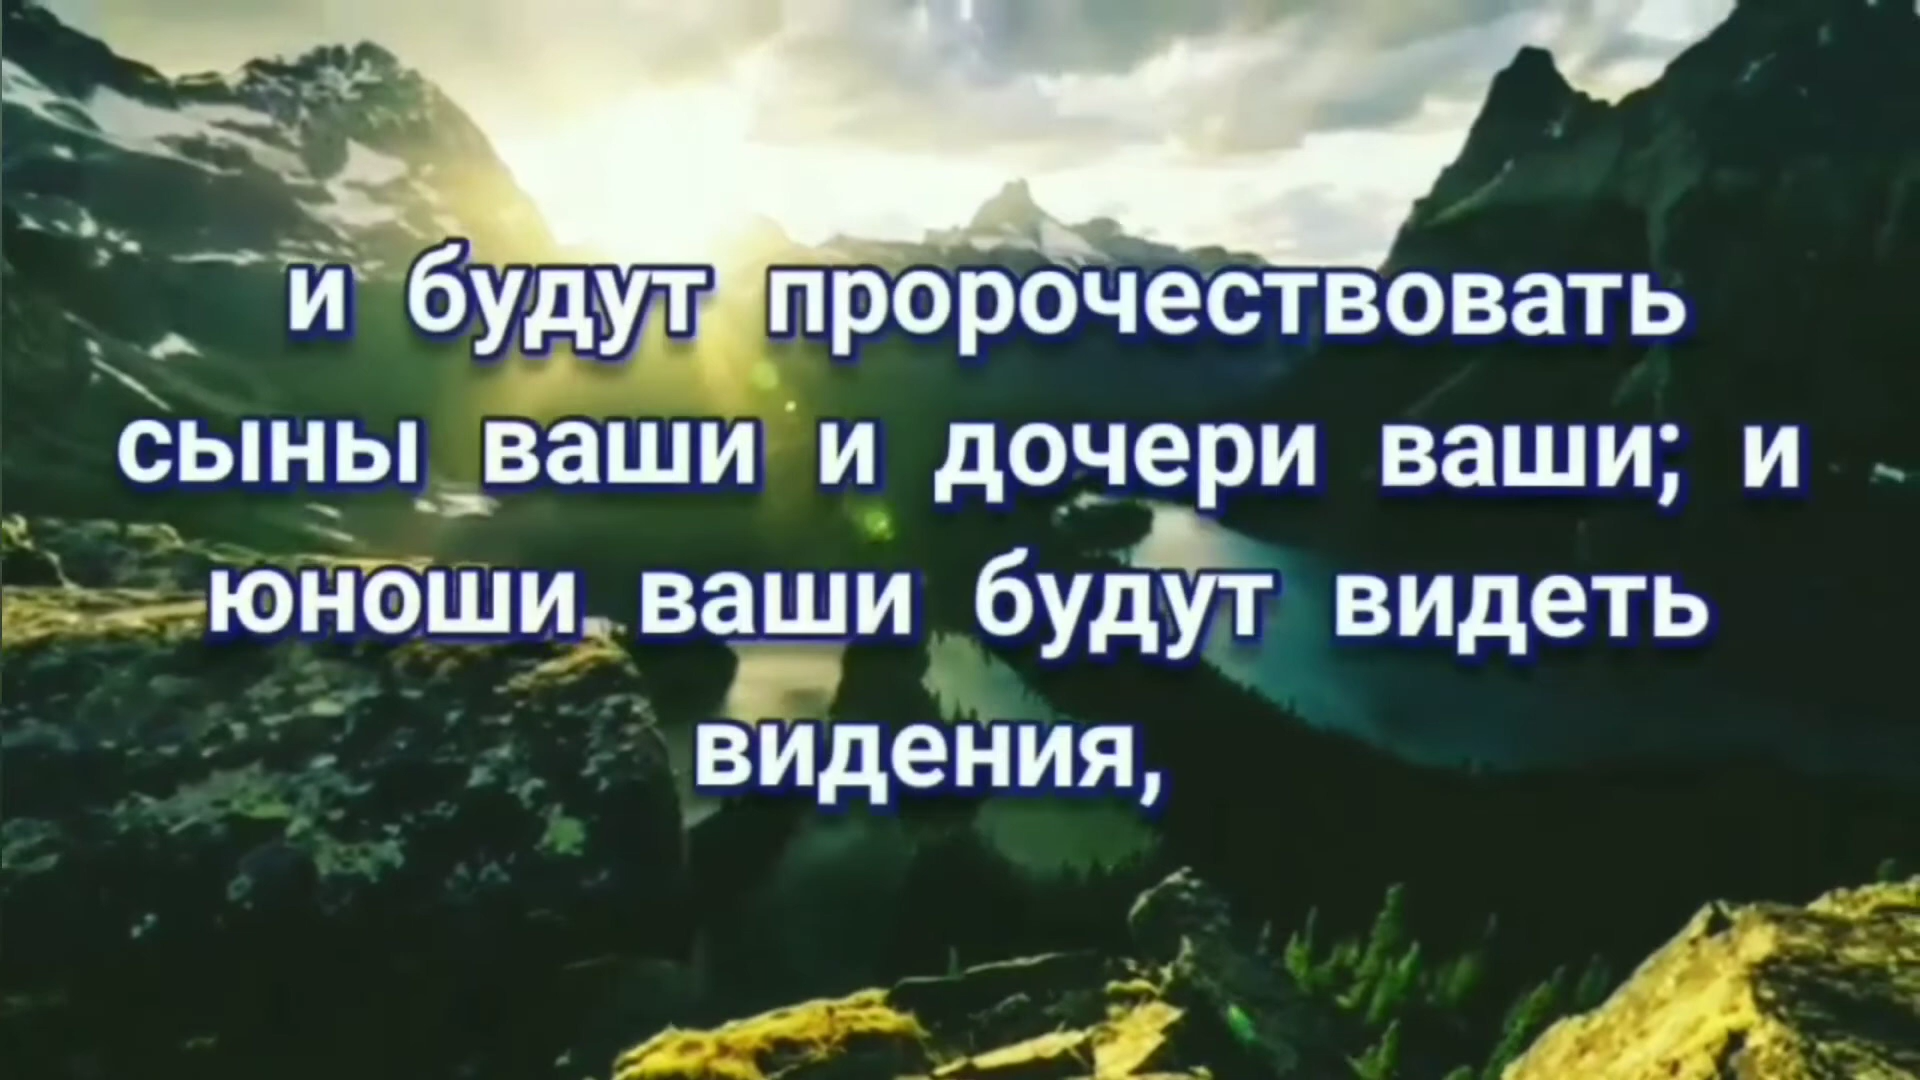 и будут пророчествовать
сыны ваши и дочери ваши; и
юноши ваши будут видеть
видения,